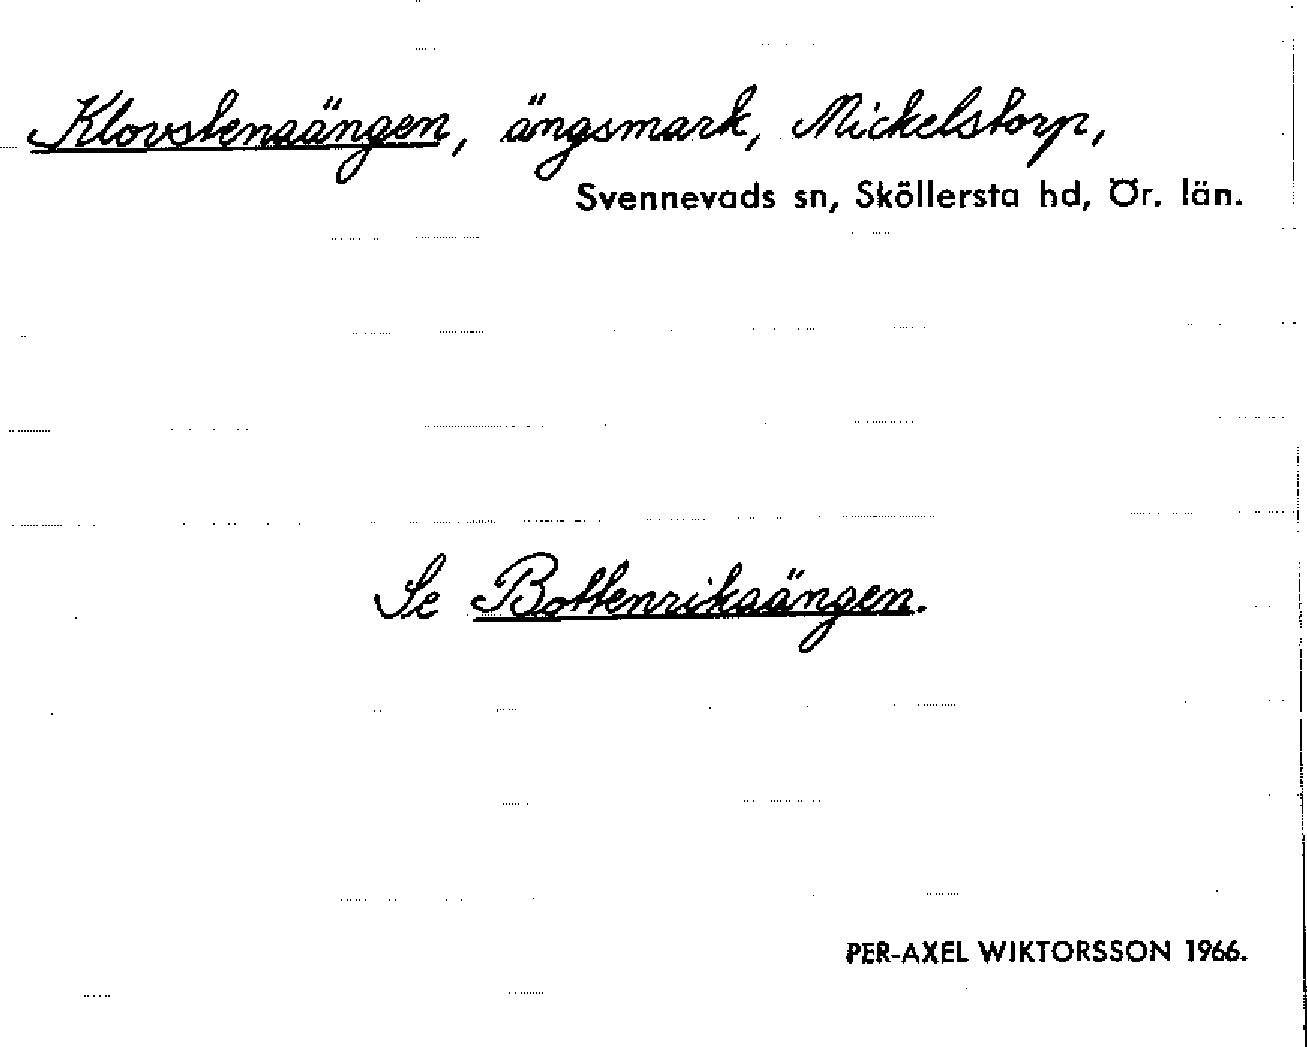 Klovstensängen, ängsmark, Mickelstorp,
Svennevads sn, Sköllersta hd, Ör. län.
Se Bottenriksängen.
PER-AXEL WIKTORSSON 1966.